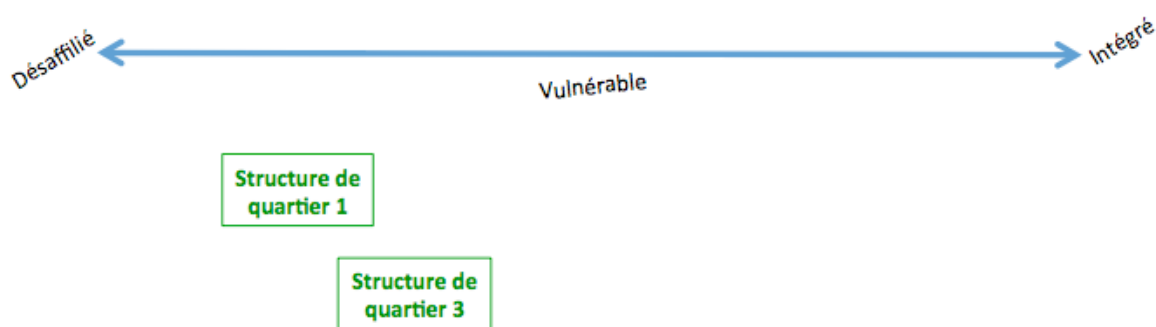 Désaffilié
Intégré
Vulnérable
Structure de
quartier 1
Structure de
quartier 3